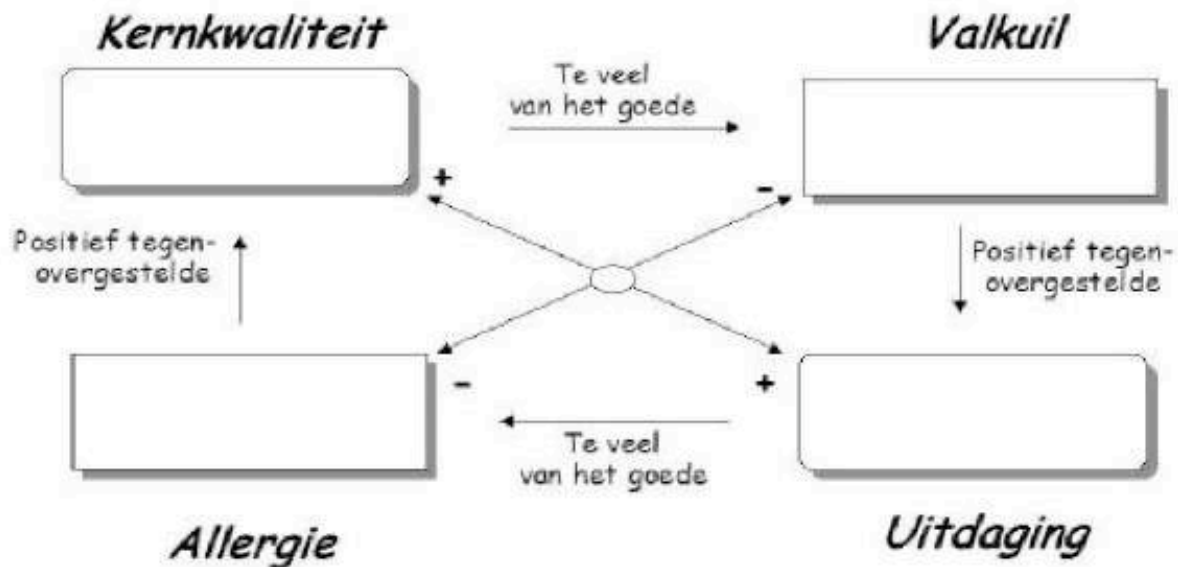 Kernkwaliteit
Valkuil
Te veel
van het goede
+
-
Positief tegen-
overgestelde
Positief tegen-
overgestelde
-
+
Te veel
van het goede
Allergie
Uitdaging